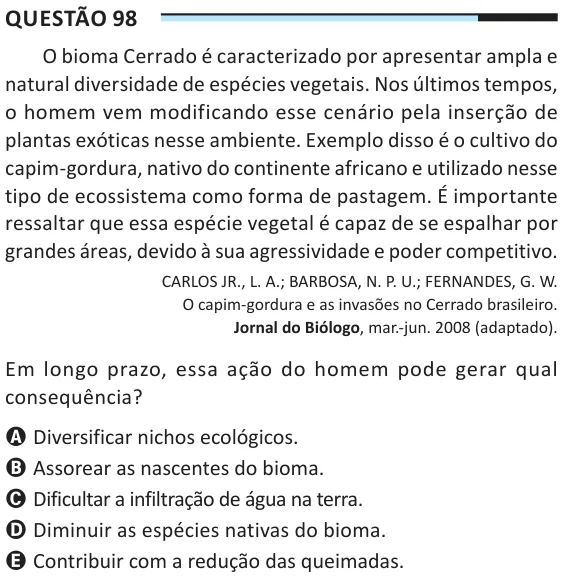 QUESTÃO 98
O bioma Cerrado é caracterizado por apresentar ampla e
natural diversidade de espécies vegetais. Nos últimos tempos,
o homem vem modificando esse cenário pela inserção de
plantas exóticas nesse ambiente. Exemplo disso é o cultivo do
capim-gordura, nativo do continente africano e utilizado nesse
tipo de ecossistema como forma de pastagem. É importante
ressaltar que essa espécie vegetal é capaz de se espalhar por
grandes áreas, devido à sua agressividade e poder competitivo.
CARLOS JR., L. A.; BARBOSA, N. P. U.; FERNANDES, G. W.
O capim-gordura e as invasões no Cerrado brasileiro.
Jornal do Biólogo, mar.-jun. 2008 (adaptado).
Em longo prazo, essa ação do homem pode gerar qual
consequência?
A Diversificar nichos ecológicos.
B Assorear as nascentes do bioma.
C Dificultar a infiltração de água na terra.
D Diminuir as espécies nativas do bioma.
E Contribuir com a redução das queimadas.